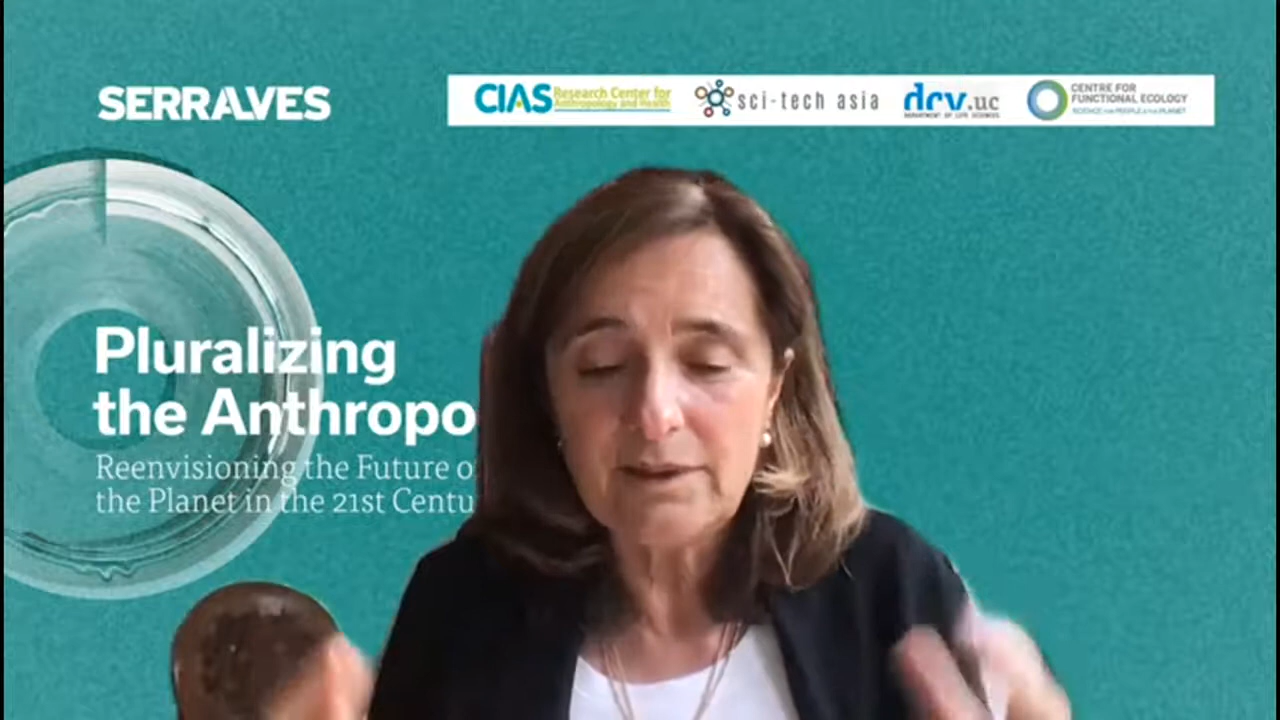 SERRALVES
CIAS Research Center for
Anthropology and Health
sci-tech asia
dcv.uc
DEPARTMENT OF LIFE SCIENCES
CENTRE FOR
FUNCTIONAL ECOLOGY
SCIENCE FOR PEOPLE & THE PLANET
Pluralizing
the Anthropo
Reenvisioning the Future o
the Planet in the 21st Centu